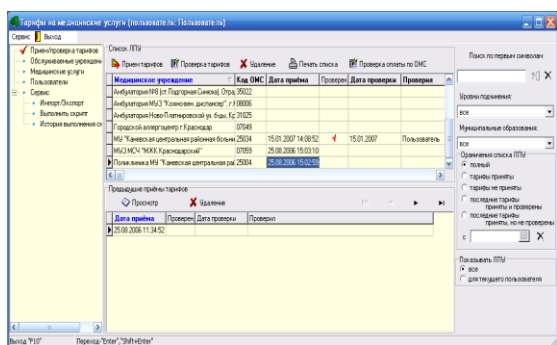 Тарифы на медицинские услуги (пользователь: Пользователь)
Сервис Выход
Прием/проверка тарифов
Обслуживаемые учрежден
Медицинские услуги
Пользователи
Сервис
Импорт/Экспорт
Выполнить скрипт
История выполнения ск
Список ЛПУ
Прием тарифов Проверка тарифов Удаление Печать списка Проверка оплаты по ОМС
Медицинское учреждение Код ОМС Дата приёма Проверен Дата проверки Проверил
Амбулатория №8 (ст.Подгорная Синюха), Отрад 35022
Амбулатория МУЗ "Кожно-вен. диспансер", г. 08006
Амбулатория Ново-Платнировской уч. б-цы, Кр 31025
Городской аллергоцентр г.Краснодар 07049
МУ "Каневская центральная районная больни 25034 15.01.2007 14:08:52 15.01.2007 Пользователь
МУЗ МСЧ "МЖК Краснодарский" 07059 25.08.2006 15:03:10
Поликлиника МУ "Каневская центральная рай 25004 25.08.2006 15:02:59
Предыдущие приёмы тарифов
Просмотр Удаление
Дата приёма Проверен Дата проверки Проверил
25.08.2006 11:34:52
Поиск по первым символам
Уровни подчинения:
все
Муниципальные образования:
все
Ограничения списка ЛПУ
полный
тарифы приняты
тарифы не приняты
последние тарифы
приняты и проверены
последние тарифы
приняты, но не проверены
с
Показывать ЛПУ
все
для текущего пользователя
Выход "F10" Переход-"Enter","Shift+Enter"